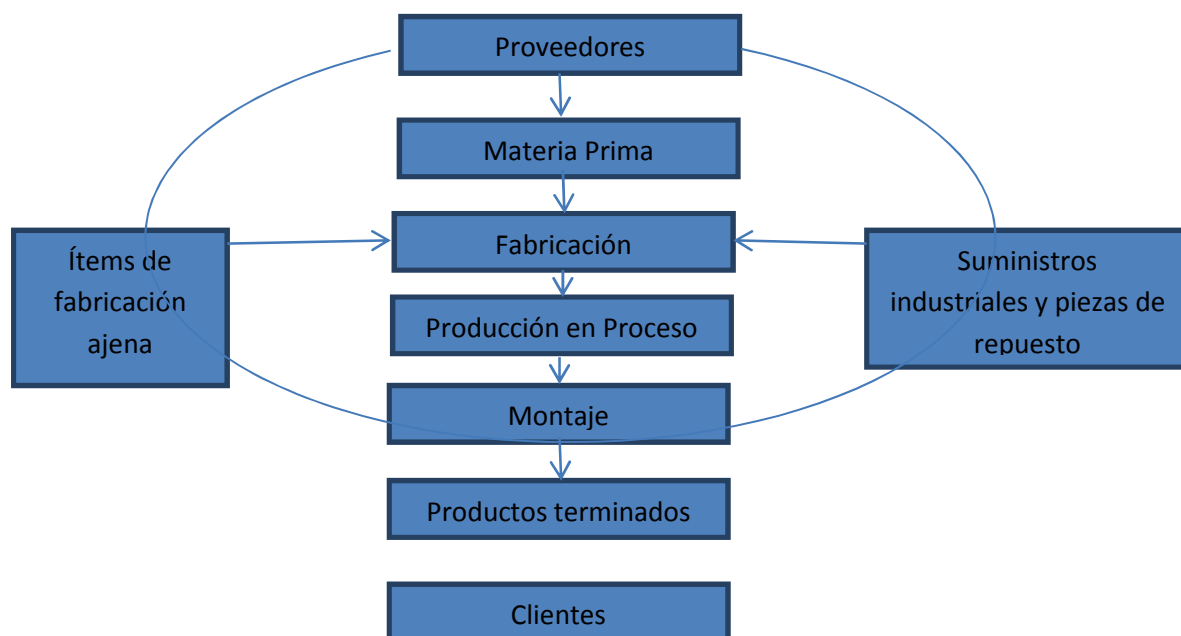 Proveedores
Materia Prima
Fabricación
Ítems de
fabricación
ajena
Suministros
industriales y piezas de
repuesto
Producción en Proceso
Montaje
Productos terminados
Clientes